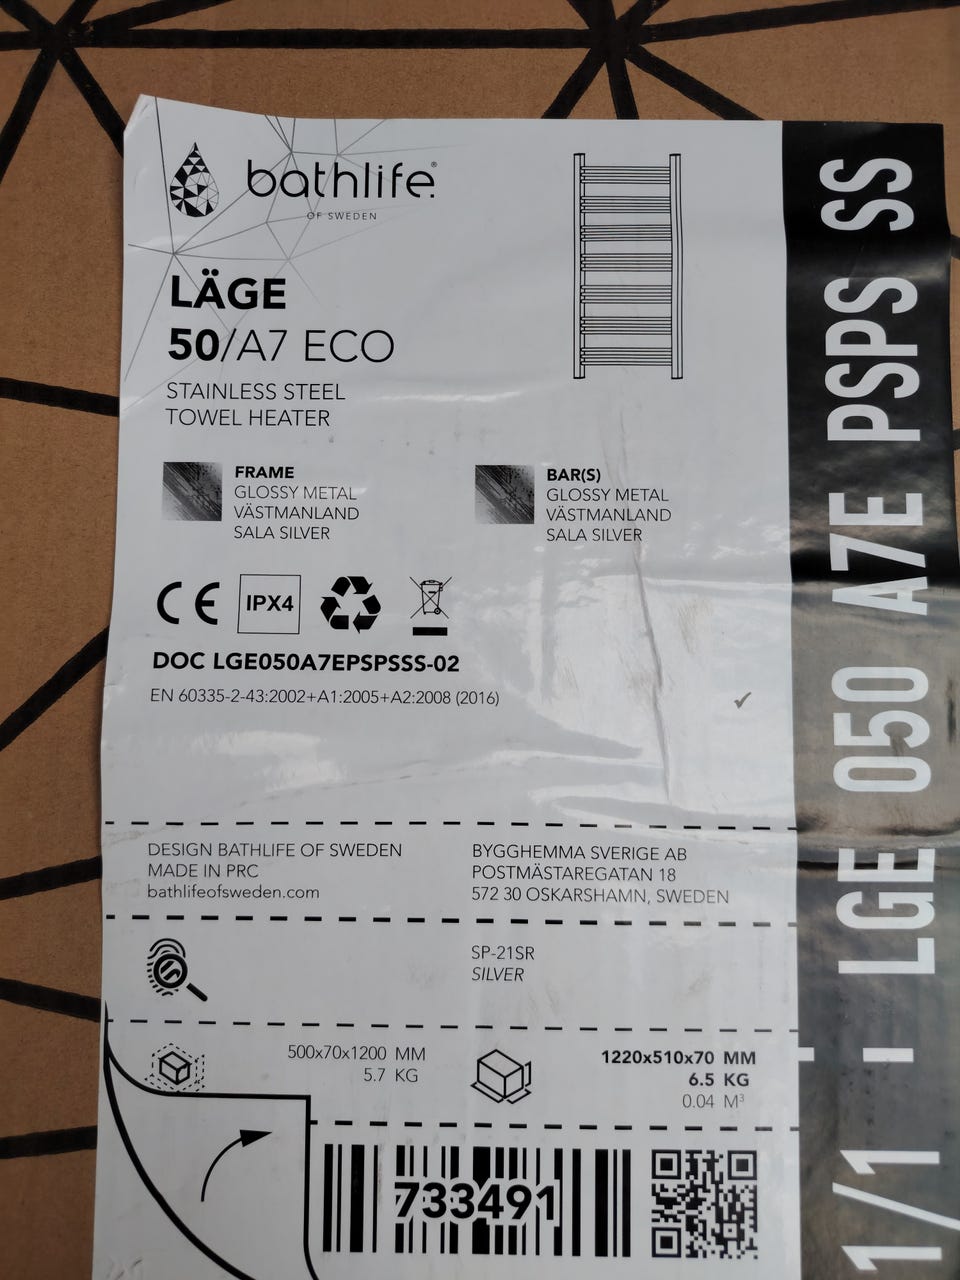 bathlife®
OF SWEDEN
LÄGE
50/A7 ECO
STAINLESS STEEL
TOWEL HEATER
FRAME
GLOSSY METAL
VÄSTMANLAND
SALA SILVER
BAR(S)
GLOSSY METAL
VÄSTMANLAND
SALA SILVER
CE
IPX4
DOC LGE050A7EPSPSSS-02
EN 60335-2-43:2002+A1:2005+A2:2008 (2016)
DESIGN BATHLIFE OF SWEDEN
MADE IN PRC
bathlifeofsweden.com
BYGGHEMMA SVERIGE AB
POSTMÄSTAREGATAN 18
572 30 OSKARSHAMN, SWEDEN
SP-21SR
SILVER
500x70x1200 MM
5.7 KG
1220x510x70 MM
6.5 KG
0.04 M³
733491
1/1 - LGE 050 A7E PSPS SS